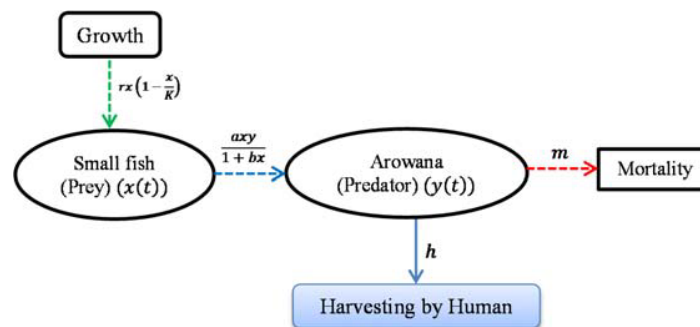 Growth
rx(1 − x/K)
Small fish
(Prey) (x(t))
axy
1 + bx
Arowana
(Predator) (y(t))
m
Mortality
h
Harvesting by Human